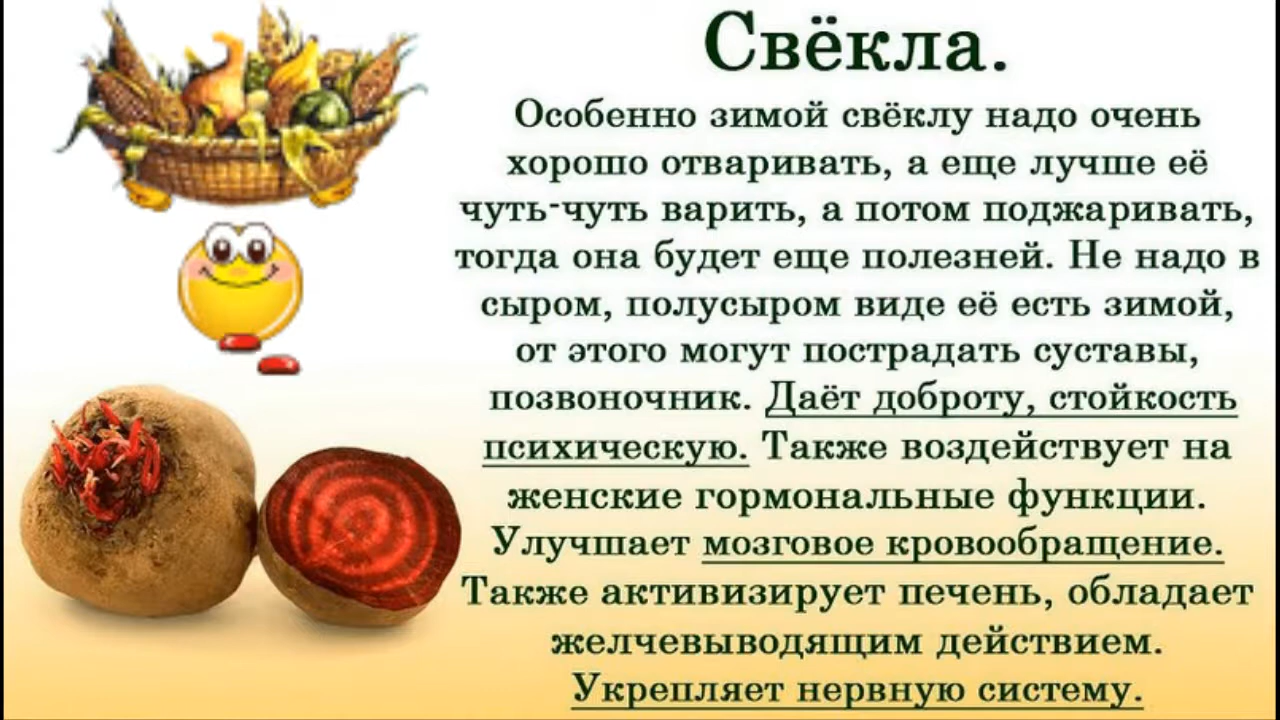 Свёкла.
Особенно зимой свёклу надо очень
хорошо отваривать, а еще лучше её
чуть-чуть варить, а потом поджаривать,
тогда она будет еще полезней. Не надо в
сыром, полусыром виде её есть зимой,
от этого могут пострадать суставы,
позвоночник. Даёт доброту, стойкость
психическую. Также воздействует на
женские гормональные функции.
Улучшает мозговое кровообращение.
Также активизирует печень, обладает
желчевыводящим действием.
Укрепляет нервную систему.